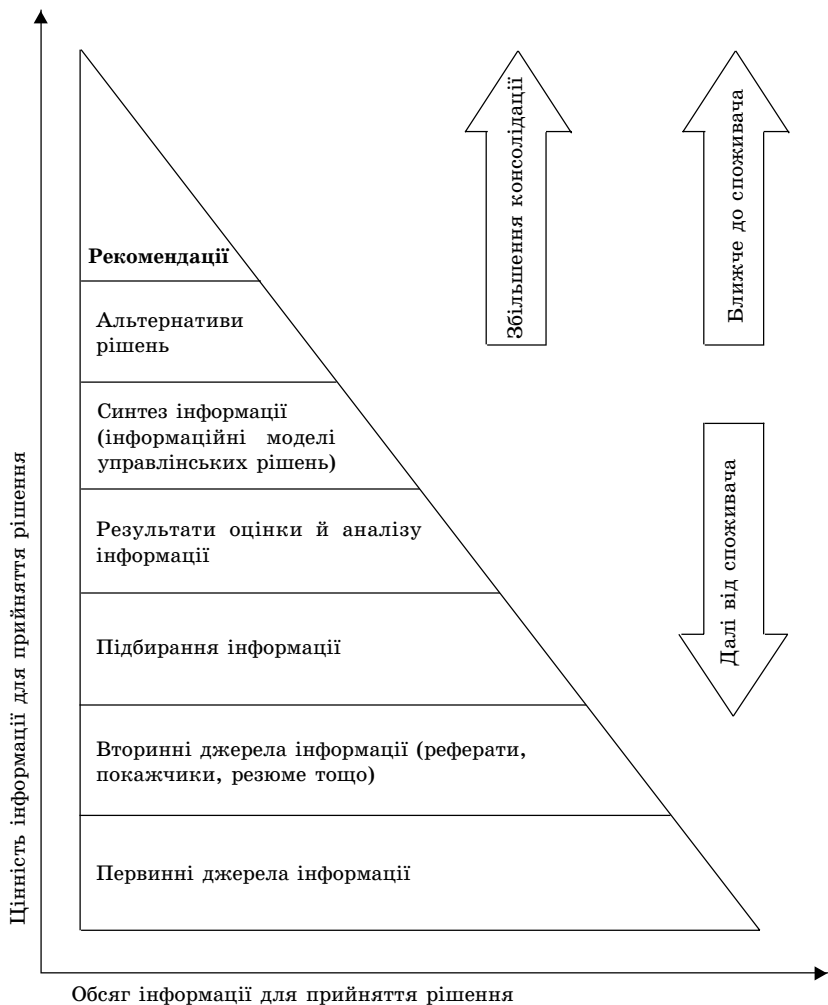 Цінність інформації для прийняття рішення
Рекомендації
Альтернативи
рішень
Синтез інформації
(інформаційні моделі
управлінських рішень)
Результати оцінки й аналізу
інформації
Підбирання інформації
Вторинні джерела інформації (реферати,
покажчики, резюме тощо)
Первинні джерела інформації
Збільшення консолідації
Ближче до споживача
Далі від споживача
Обсяг інформації для прийняття рішення